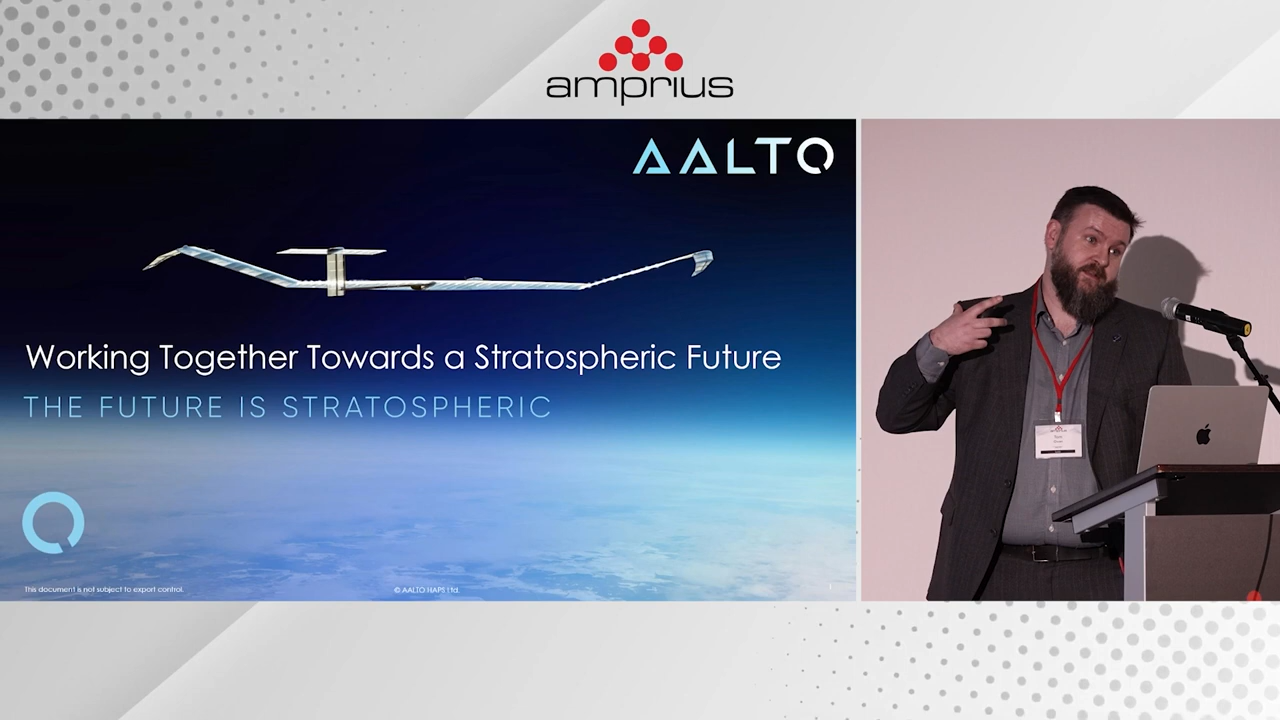 amprius
AALTO
Working Together Towards a Stratospheric Future
THE FUTURE IS STRATOSPHERIC
This document is not subject to export control.
© AALTO HAPS Ltd.